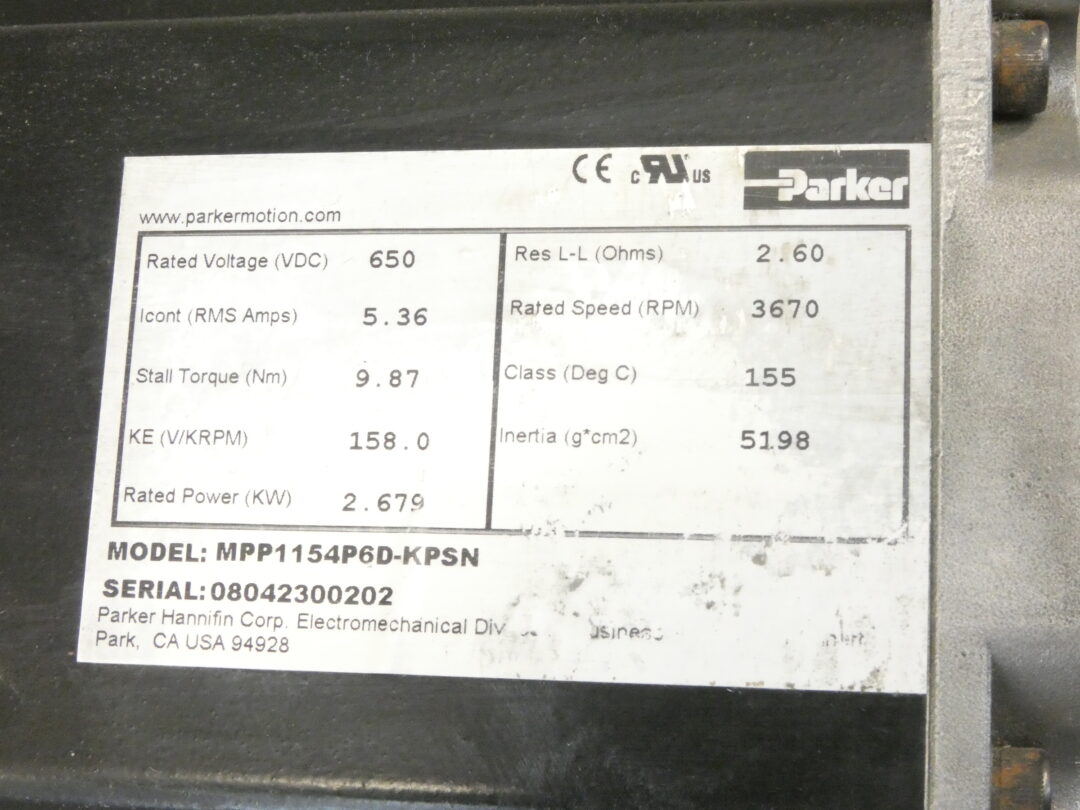 CE c RU US Parker
www.parkermotion.com
Rated Voltage (VDC) 650
Icont (RMS Amps) 5.36
Stall Torque (Nm) 9.87
KE (V/KRPM) 158.0
Rated Power (KW) 2.679
Res L-L (Ohms) 2.60
Rated Speed (RPM) 3670
Class (Deg C) 155
Inertia (g*cm2) 5198
MODEL: MPP1154P6D-KPSN
SERIAL: 08042300202
Parker Hannifin Corp. Electromechanical Div
Park, CA USA 94928